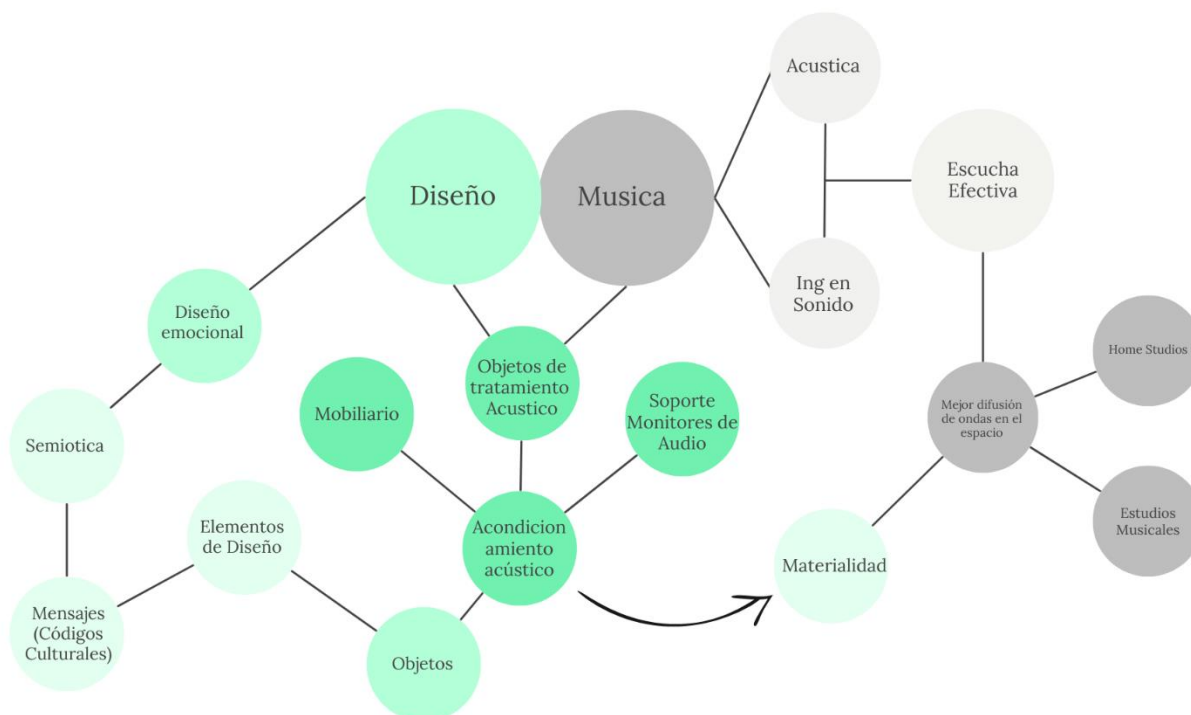 Acustica
Diseño
Musica
Escucha
Efectiva
Ing en
Sonido
Diseño
emocional
Objetos de
tratamiento
Acustico
Home Studios
Mobiliario
Soporte
Monitores de
Audio
Mejor difusión
de ondas en el
espacio
Semiotica
Elementos
de Diseño
Acondicion
amiento
acústico
Estudios
Musicales
Materialidad
Mensajes
(Códigos
Culturales)
Objetos